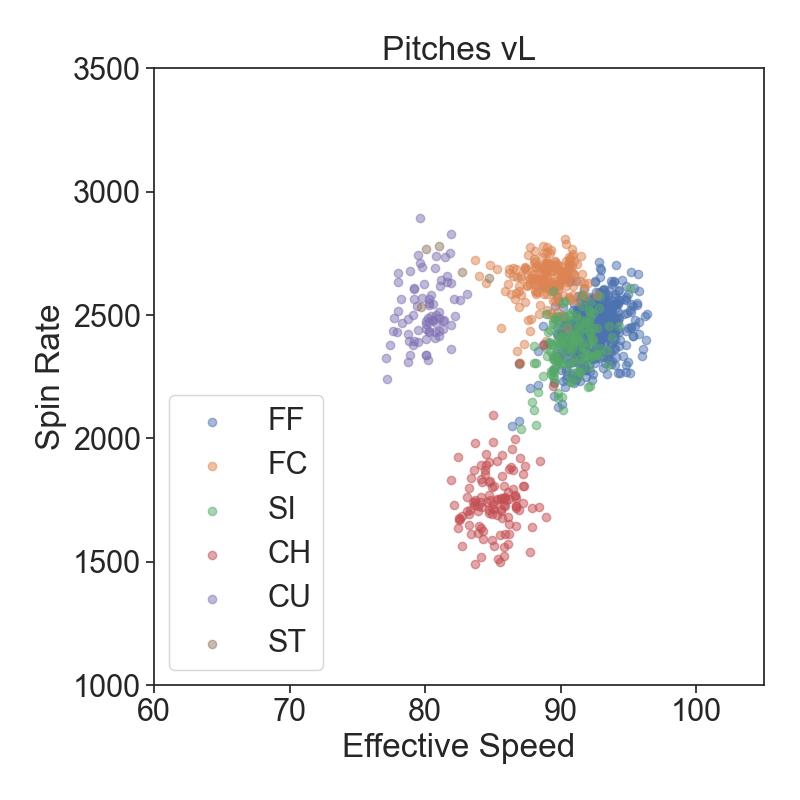 Pitches vL
3500
3000
2500
2000
1500
1000
Spin Rate
FF
FC
SI
CH
CU
ST
60 70 80 90 100
Effective Speed